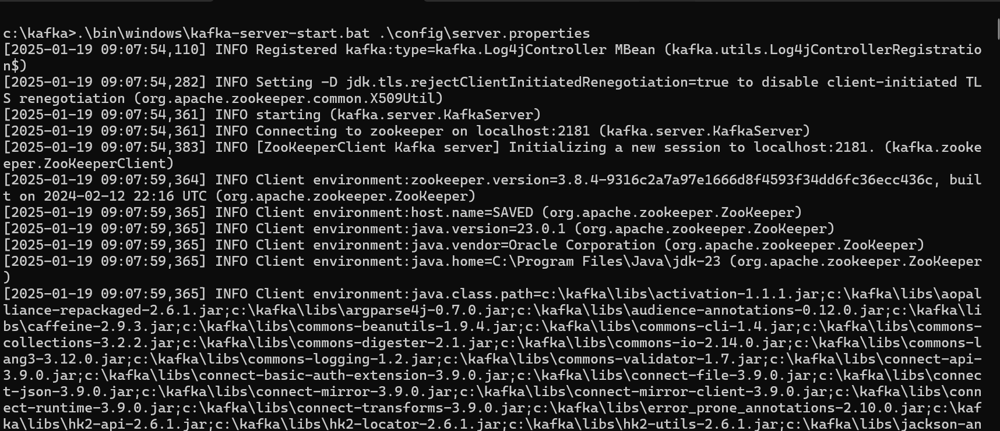 c:\kafka>.\bin\windows\kafka-server-start.bat .\config\server.properties
[2025-01-19 09:07:54,110] INFO Registered kafka:type=kafka.Log4jController MBean (kafka.utils.Log4jControllerRegistratio
n$)
[2025-01-19 09:07:54,282] INFO Setting -D jdk.tls.rejectClientInitiatedRenegotiation=true to disable client-initiated TL
S renegotiation (org.apache.zookeeper.common.X509Util)
[2025-01-19 09:07:54,361] INFO starting (kafka.server.KafkaServer)
[2025-01-19 09:07:54,361] INFO Connecting to zookeeper on localhost:2181 (kafka.server.KafkaServer)
[2025-01-19 09:07:54,383] INFO [ZooKeeperClient Kafka server] Initializing a new session to localhost:2181. (kafka.zooke
eper.ZooKeeperClient)
[2025-01-19 09:07:59,364] INFO Client environment:zookeeper.version=3.8.4-9316c2a7a97e1666d8f4593f34dd6fc36ecc436c, buil
t on 2024-02-12 22:16 UTC (org.apache.zookeeper.ZooKeeper)
[2025-01-19 09:07:59,365] INFO Client environment:host.name=SAVED (org.apache.zookeeper.ZooKeeper)
[2025-01-19 09:07:59,365] INFO Client environment:java.version=23.0.1 (org.apache.zookeeper.ZooKeeper)
[2025-01-19 09:07:59,365] INFO Client environment:java.vendor=Oracle Corporation (org.apache.zookeeper.ZooKeeper)
[2025-01-19 09:07:59,365] INFO Client environment:java.home=C:\Program Files\Java\jdk-23 (org.apache.zookeeper.ZooKeeper
)
[2025-01-19 09:07:59,365] INFO Client environment:java.class.path=c:\kafka\libs\activation-1.1.1.jar;c:\kafka\libs\aopal
liance-repackaged-2.6.1.jar;c:\kafka\libs\argparse4j-0.7.0.jar;c:\kafka\libs\audience-annotations-0.12.0.jar;c:\kafka\li
bs\caffeine-2.9.3.jar;c:\kafka\libs\commons-beanutils-1.9.4.jar;c:\kafka\libs\commons-cli-1.4.jar;c:\kafka\libs\commons-
collections-3.2.2.jar;c:\kafka\libs\commons-digester-2.1.jar;c:\kafka\libs\commons-io-2.14.0.jar;c:\kafka\libs\commons-l
ang3-3.12.0.jar;c:\kafka\libs\commons-logging-1.2.jar;c:\kafka\libs\commons-validator-1.7.jar;c:\kafka\libs\connect-api-
3.9.0.jar;c:\kafka\libs\connect-basic-auth-extension-3.9.0.jar;c:\kafka\libs\connect-file-3.9.0.jar;c:\kafka\libs\connec
t-json-3.9.0.jar;c:\kafka\libs\connect-mirror-3.9.0.jar;c:\kafka\libs\connect-mirror-client-3.9.0.jar;c:\kafka\libs\conn
ect-runtime-3.9.0.jar;c:\kafka\libs\connect-transforms-3.9.0.jar;c:\kafka\libs\error_prone_annotations-2.10.0.jar;c:\kaf
ka\libs\hk2-api-2.6.1.jar;c:\kafka\libs\hk2-locator-2.6.1.jar;c:\kafka\libs\hk2-utils-2.6.1.jar;c:\kafka\libs\jackson-an